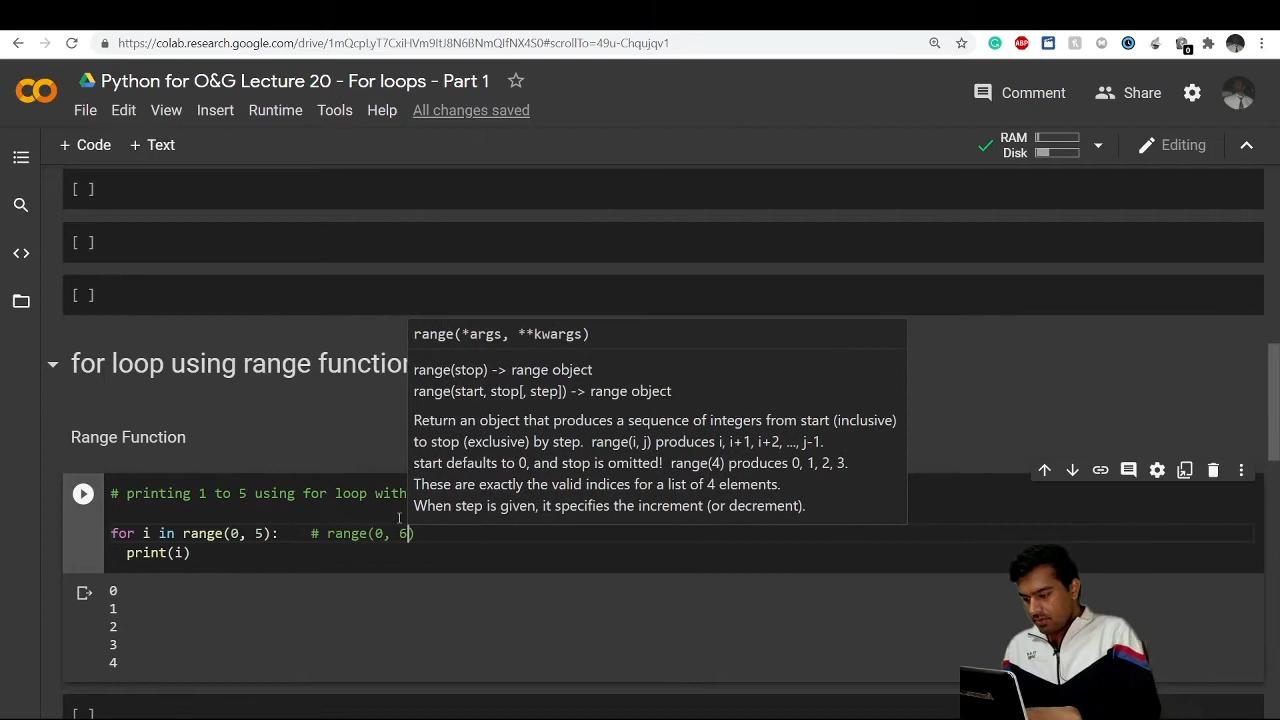 https://colab.research.google.com/drive/1mQcpLyT7CxiHVm9ItJ8N6BNmQIfNX4S0#scrollTo=49u-Chqujqv1
ABP
0
Python for O&G Lecture 20 - For loops - Part 1
File Edit View Insert Runtime Tools Help All changes saved
Comment Share
+ Code + Text
RAM
Disk
Editing
[ ]
[ ]
[ ]
for loop using range function
Range Function
range(*args, **kwargs)
range(stop) -> range object
range(start, stop[, step]) -> range object
Return an object that produces a sequence of integers from start (inclusive)
to stop (exclusive) by step. range(i, j) produces i, i+1, i+2, ..., j-1.
start defaults to 0, and stop is omitted! range(4) produces 0, 1, 2, 3.
These are exactly the valid indices for a list of 4 elements.
When step is given, it specifies the increment (or decrement).
# printing 1 to 5 using for loop with
for i in range(0, 5): # range(0, 6)
print(i)
0
1
2
3
4
[ ]